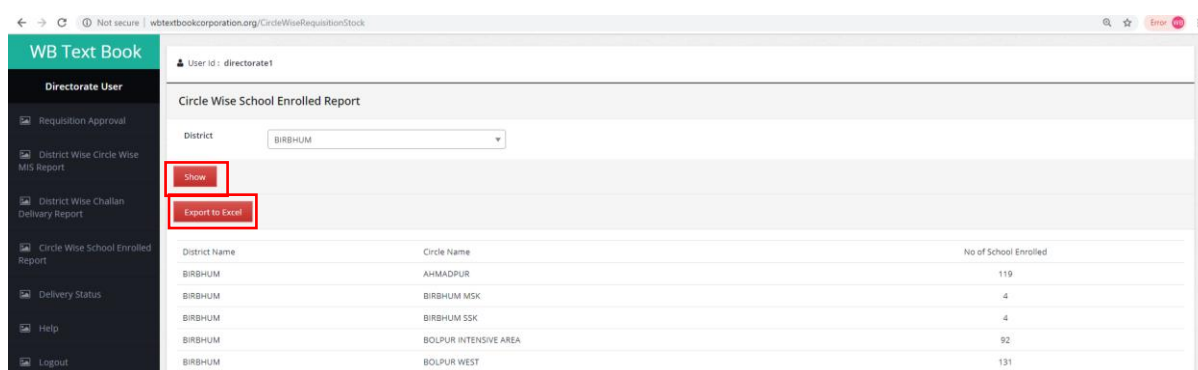 Not secure | wbtextbookcorporation.org/CircleWiseRequisitionStock
Error
WB
WB Text Book
Directorate User
Requisition Approval
District Wise Circle Wise
MIS Report
District Wise Challan
Delivary Report
Circle Wise School Enrolled
Report
Delivery Status
Help
Logout
User Id : directorate1
Circle Wise School Enrolled Report
District BIRBHUM
Show
Export to Excel
District Name Circle Name No of School Enrolled
BIRBHUM AHMADPUR 119
BIRBHUM BIRBHUM MSK 4
BIRBHUM BIRBHUM SSK 4
BIRBHUM BOLPUR INTENSIVE AREA 92
BIRBHUM BOLPUR WEST 131